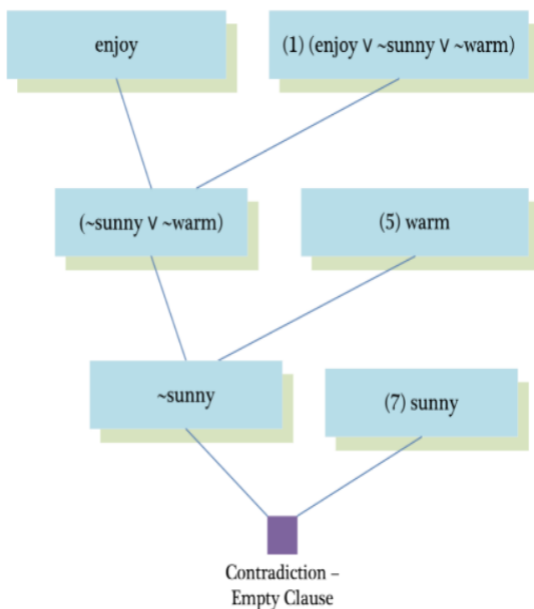 enjoy
(1) (enjoy ∨ ~sunny ∨ ~warm)
(~sunny ∨ ~warm)
(5) warm
~sunny
(7) sunny
Contradiction –
Empty Clause